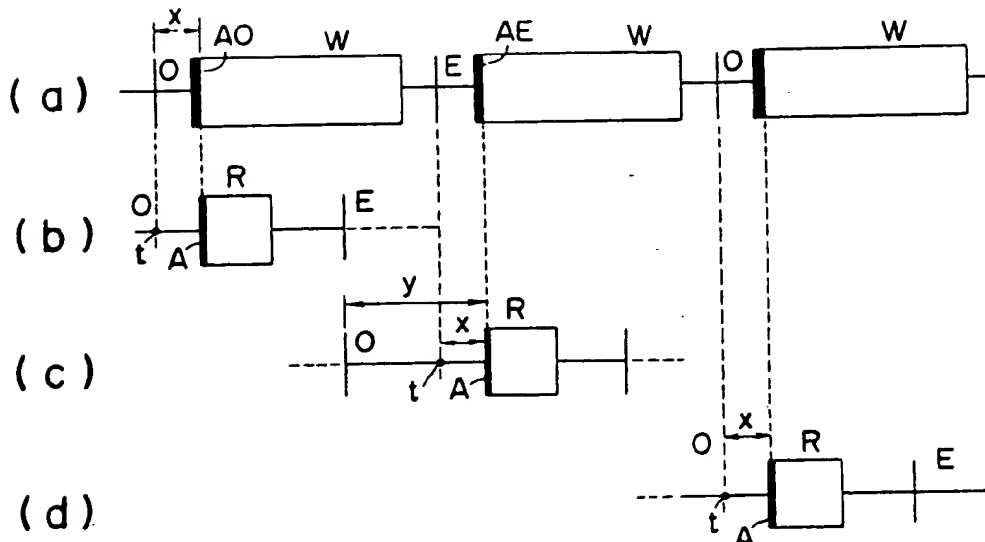 x AO W AE W W
(a) O E O
R
(b) O E
t A
y
x R
(c) O
t A
x
O R E
(d)
t A